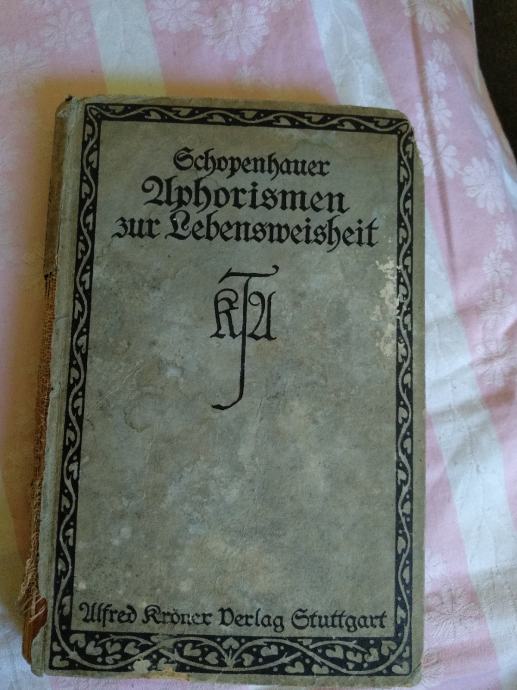 Schopenhauer
Aphorismen
zur Lebensweisheit
KTA
Alfred Kröner Verlag Stuttgart